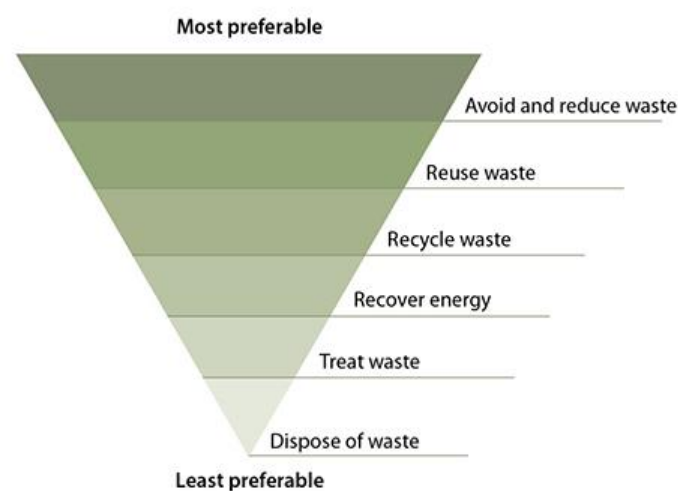 Most preferable
Avoid and reduce waste
Reuse waste
Recycle waste
Recover energy
Treat waste
Dispose of waste
Least preferable